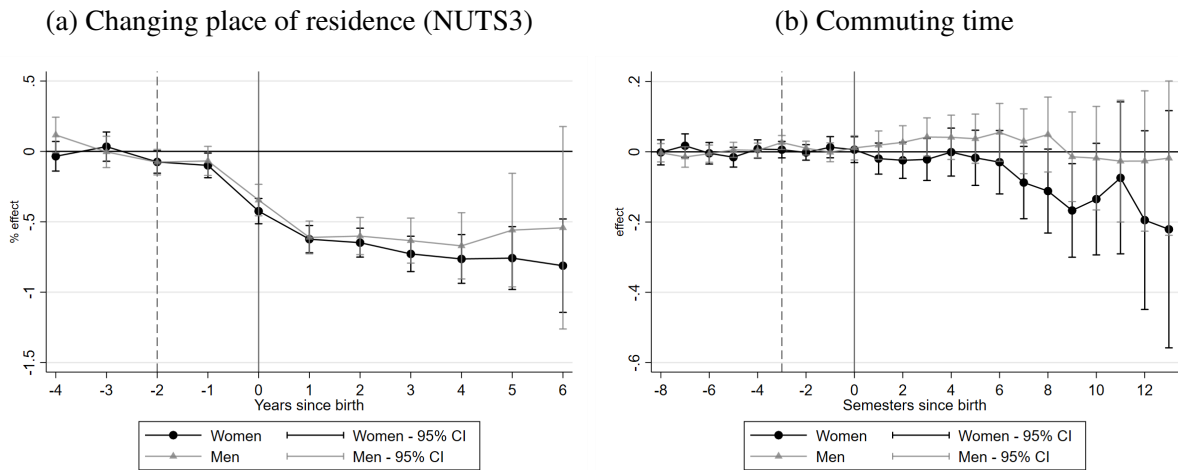 (a) Changing place of residence (NUTS3)
% effect
.5
0
-.5
-1
-1.5
-4 -3 -2 -1 0 1 2 3 4 5 6
Years since birth
Women Women - 95% CI
Men Men - 95% CI
(b) Commuting time
effect
.2
0
-.2
-.4
-.6
-8 -6 -4 -2 0 2 4 6 8 10 12
Semesters since birth
Women Women - 95% CI
Men Men - 95% CI